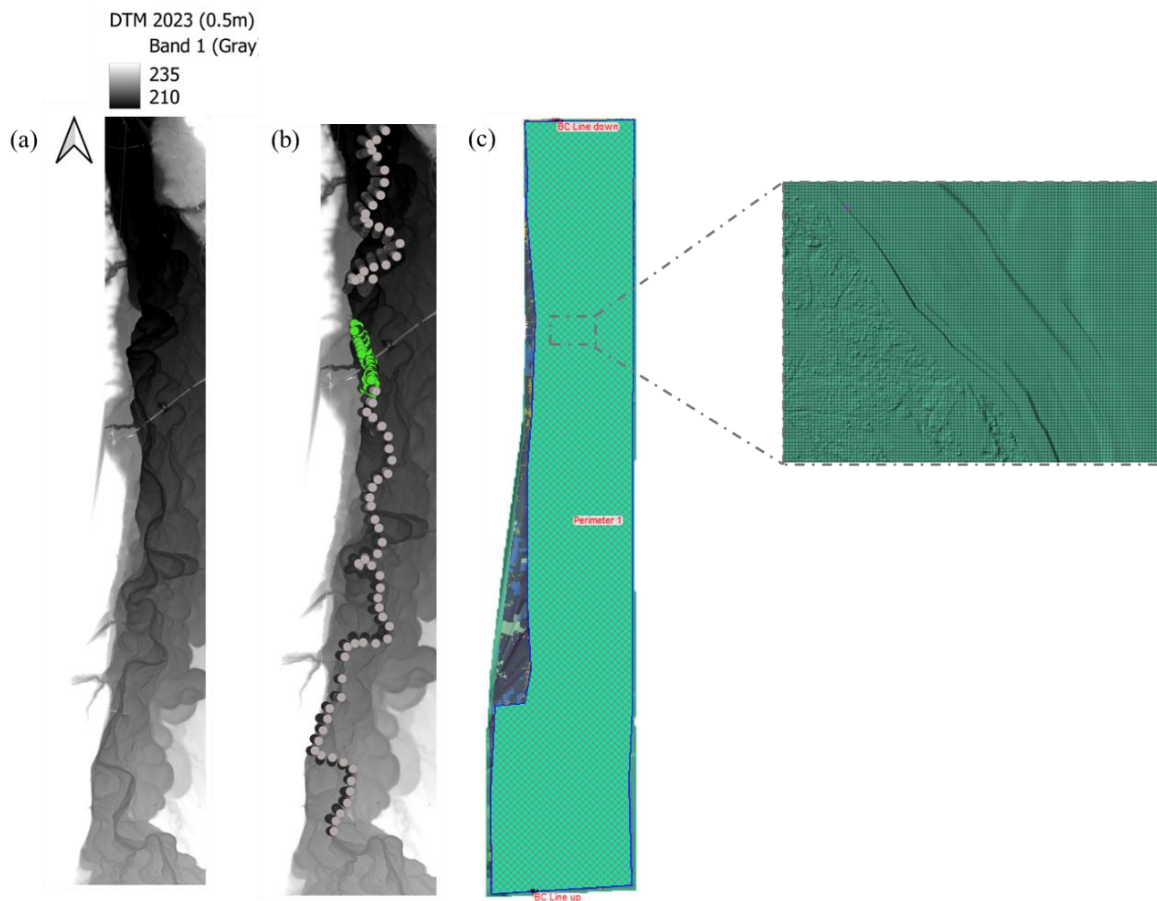 DTM 2023 (0.5m)
Band 1 (Gray)
235
210
(a)
(b)
(c)
BC Line down
Perimeter 1
BC Line up